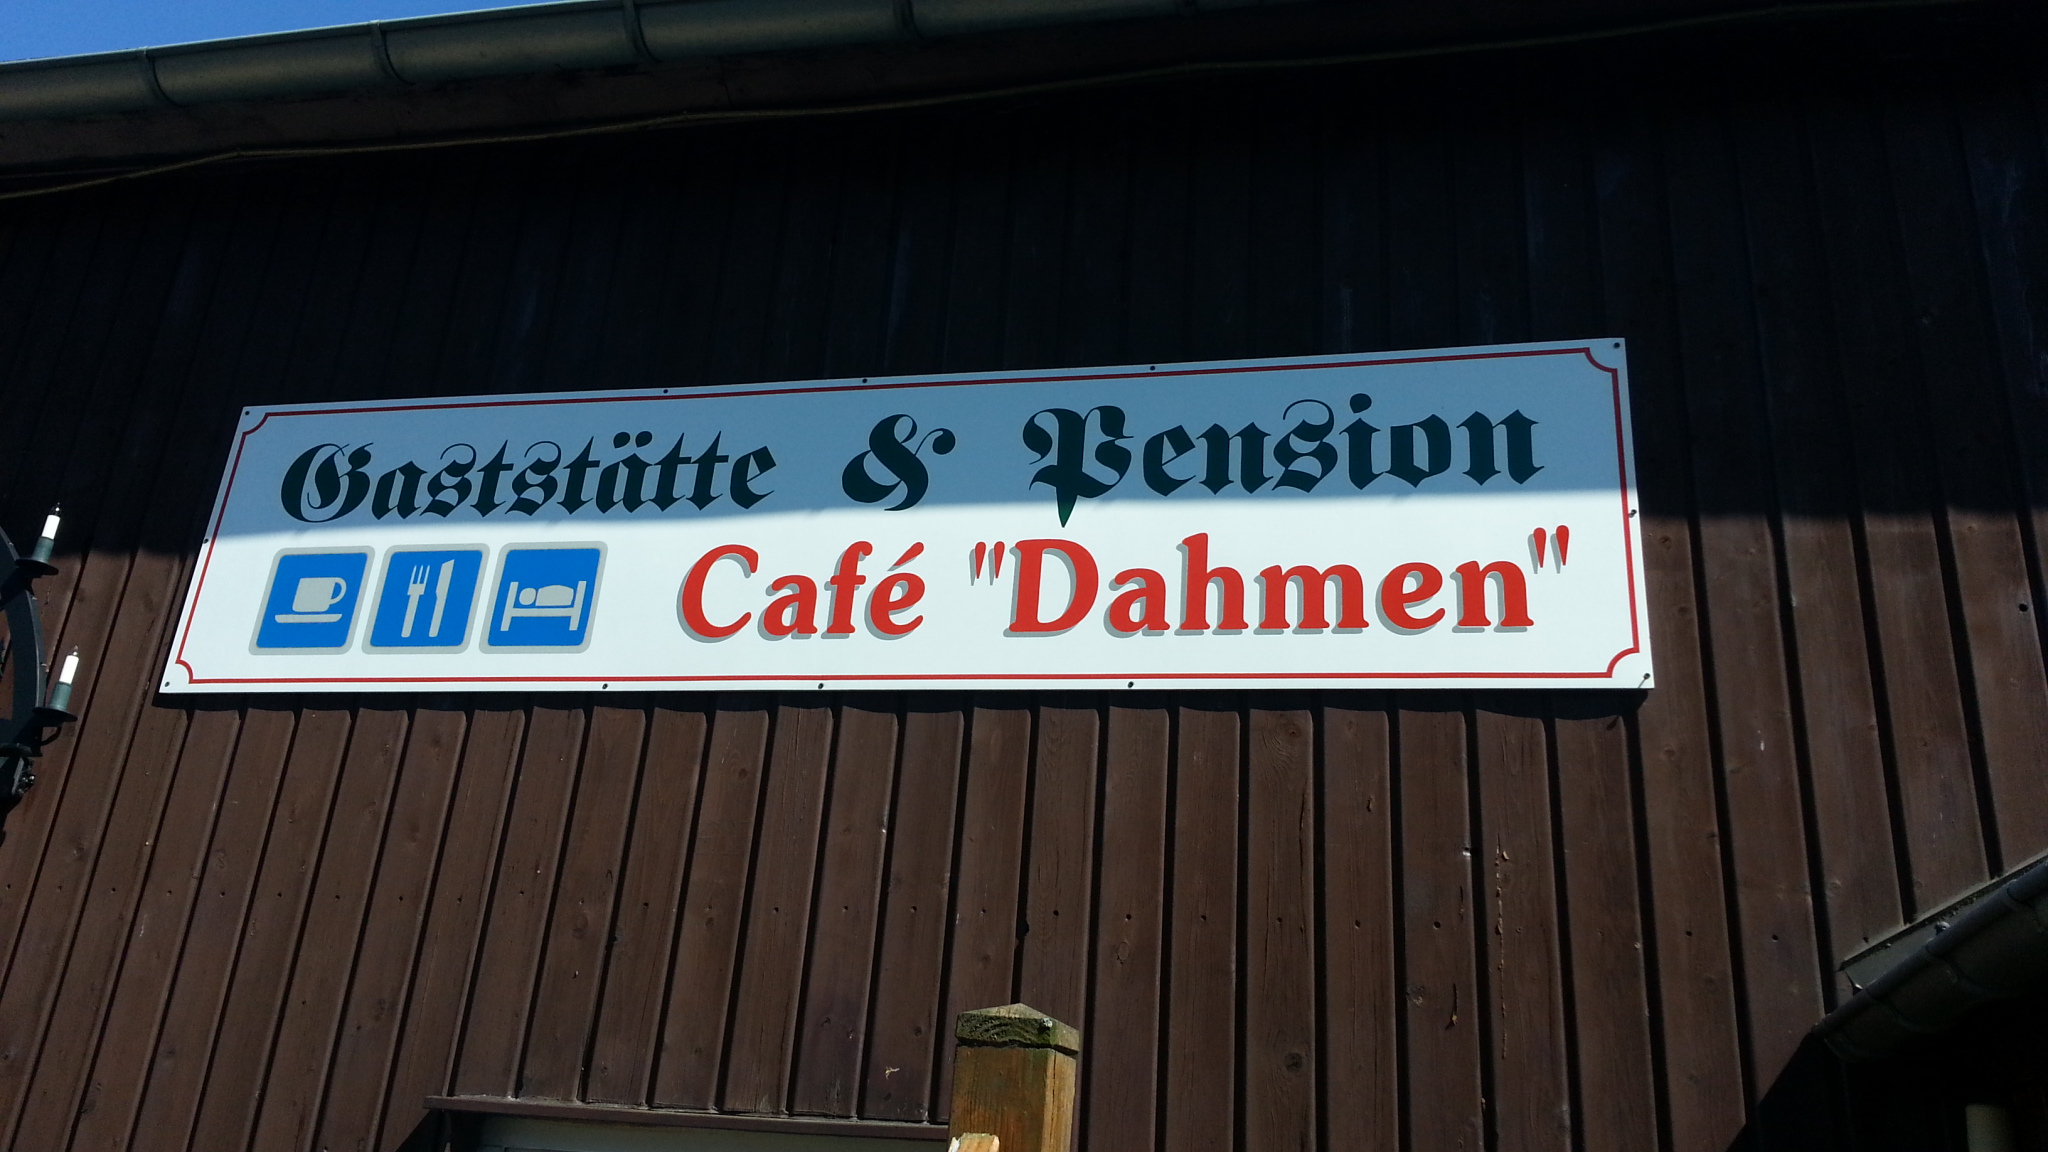 Gaststätte & Pension
Café "Dahmen"